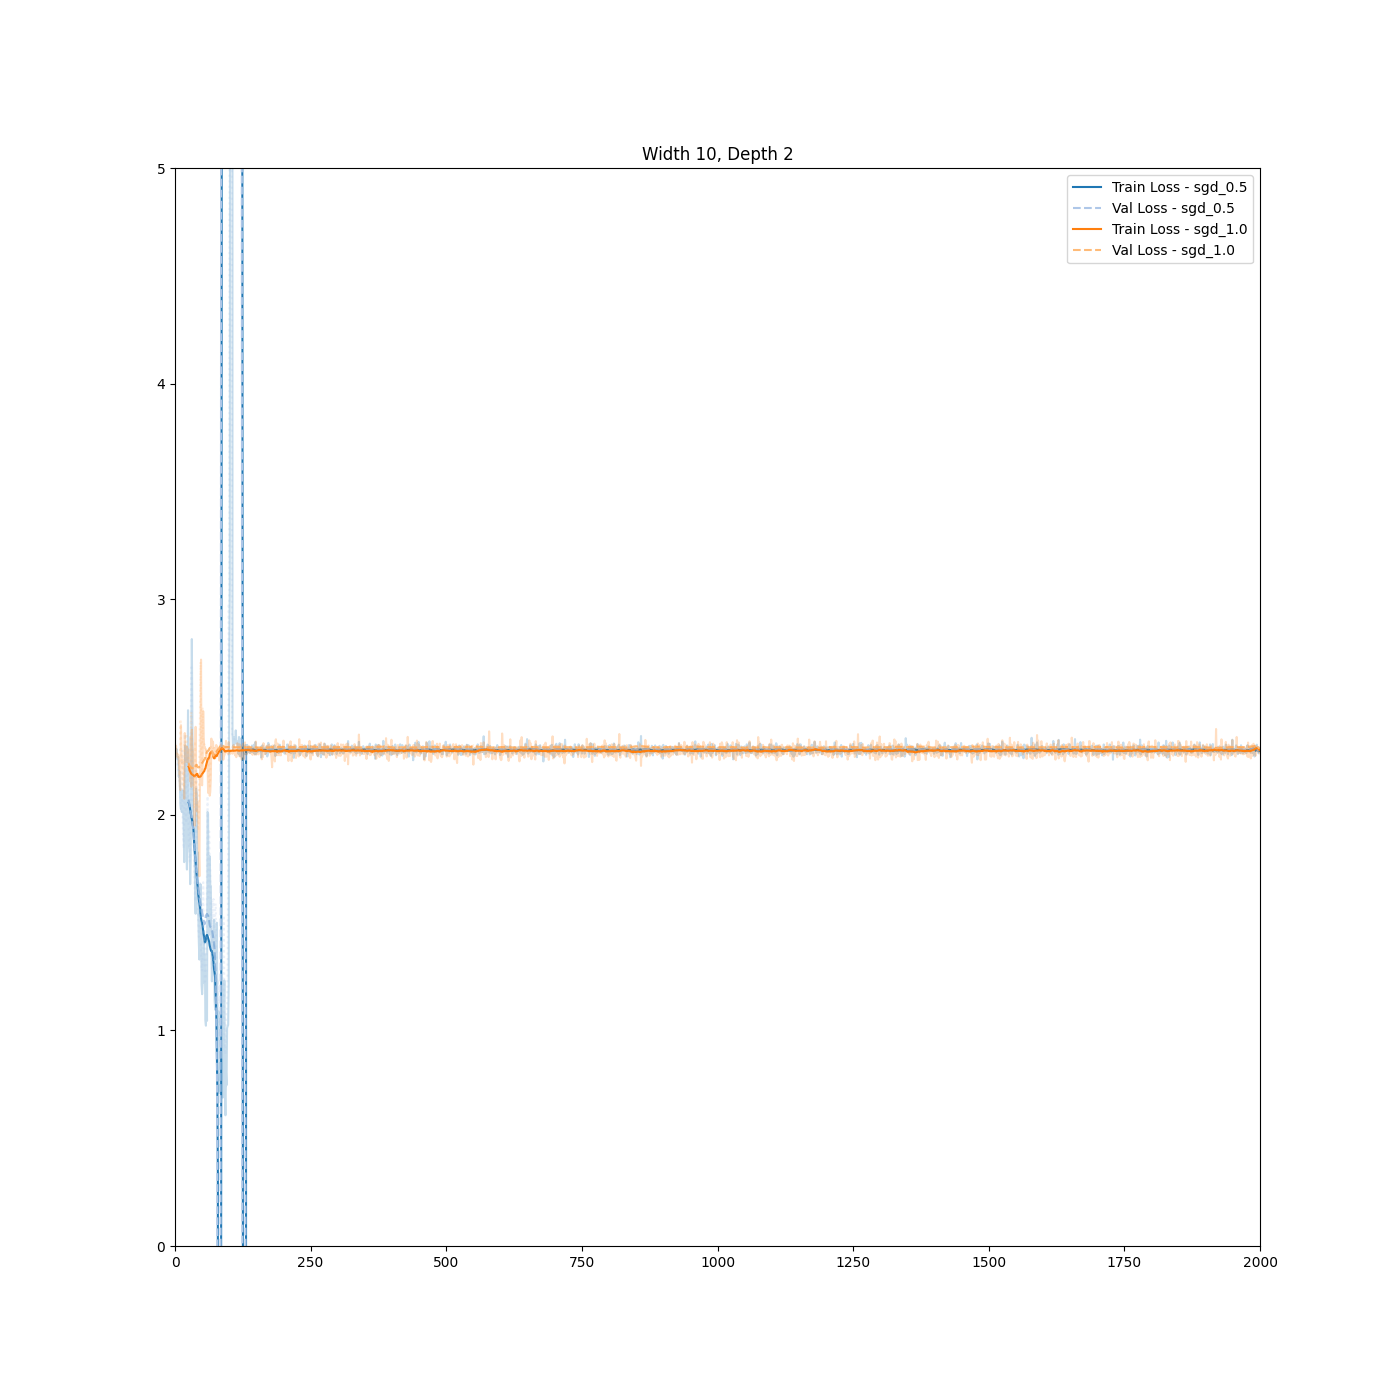 Width 10, Depth 2
5
Train Loss - sgd_0.5
Val Loss - sgd_0.5
Train Loss - sgd_1.0
Val Loss - sgd_1.0
4
3
2
1
0
0 250 500 750 1000 1250 1500 1750 2000